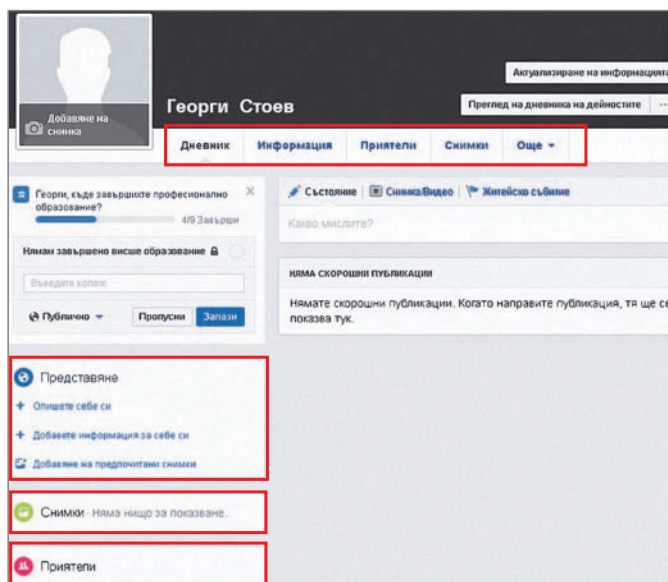 Актуализиране на информацията
Добавяне на
снимка
Георги Стоев
Преглед на дневника на дейностите ...
Дневник Информация Приятели Снимки Още
Георги, къде завършихте професионално
образование?
4/9 Завърши
Нямам завършено висше образование
Въведете колеж
Публично Пропусни Запази
Състояние Снимка/Видео Житейско събитие
Какво мислите?
НЯМА СКОРОШНИ ПУБЛИКАЦИИ
Нямате скорошни публикации. Когато направите публикация, тя ще се
показва тук.
Представяне
+ Опишете себе си
+ Добавете информация за себе си
Добавяне на предпочитани снимки
Снимки · Няма нищо за показване.
Приятели